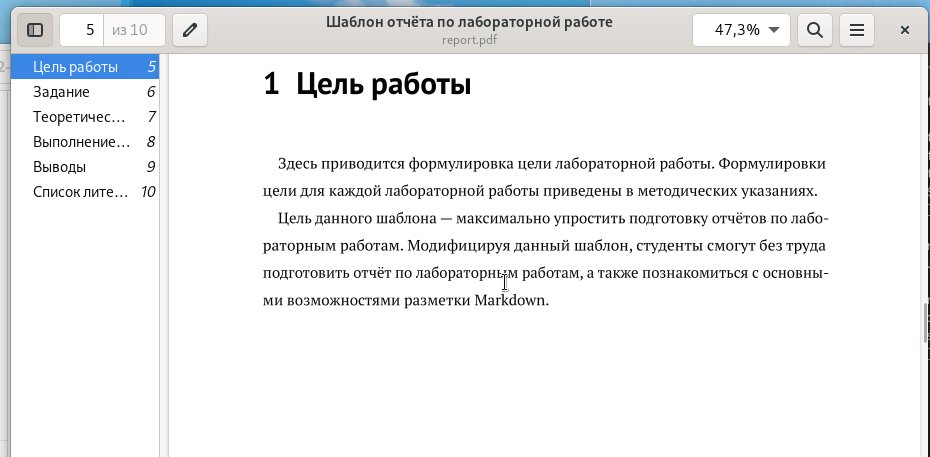 Шаблон отчёта по лабораторной работе
report.pdf
5 из 10
47,3%
Цель работы 5
Задание 6
Теоретичес… 7
Выполнение… 8
Выводы 9
Список лите… 10
1 Цель работы
Здесь приводится формулировка цели лабораторной работы. Формулировки
цели для каждой лабораторной работы приведены в методических указаниях.
Цель данного шаблона — максимально упростить подготовку отчётов по лабо-
раторным работам. Модифицируя данный шаблон, студенты смогут без труда
подготовить отчёт по лабораторным работам, а также познакомиться с основны-
ми возможностями разметки Markdown.